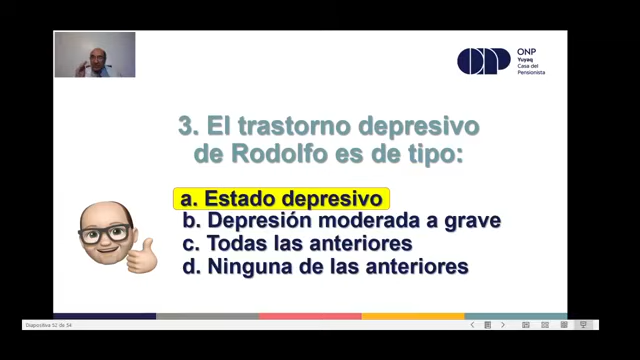 ONP
Yuyaq
Casa del
Pensionista
3. El trastorno depresivo
de Rodolfo es de tipo:
a. Estado depresivo
b. Depresión moderada a grave
c. Todas las anteriores
d. Ninguna de las anteriores
Diapositiva 52 de 54